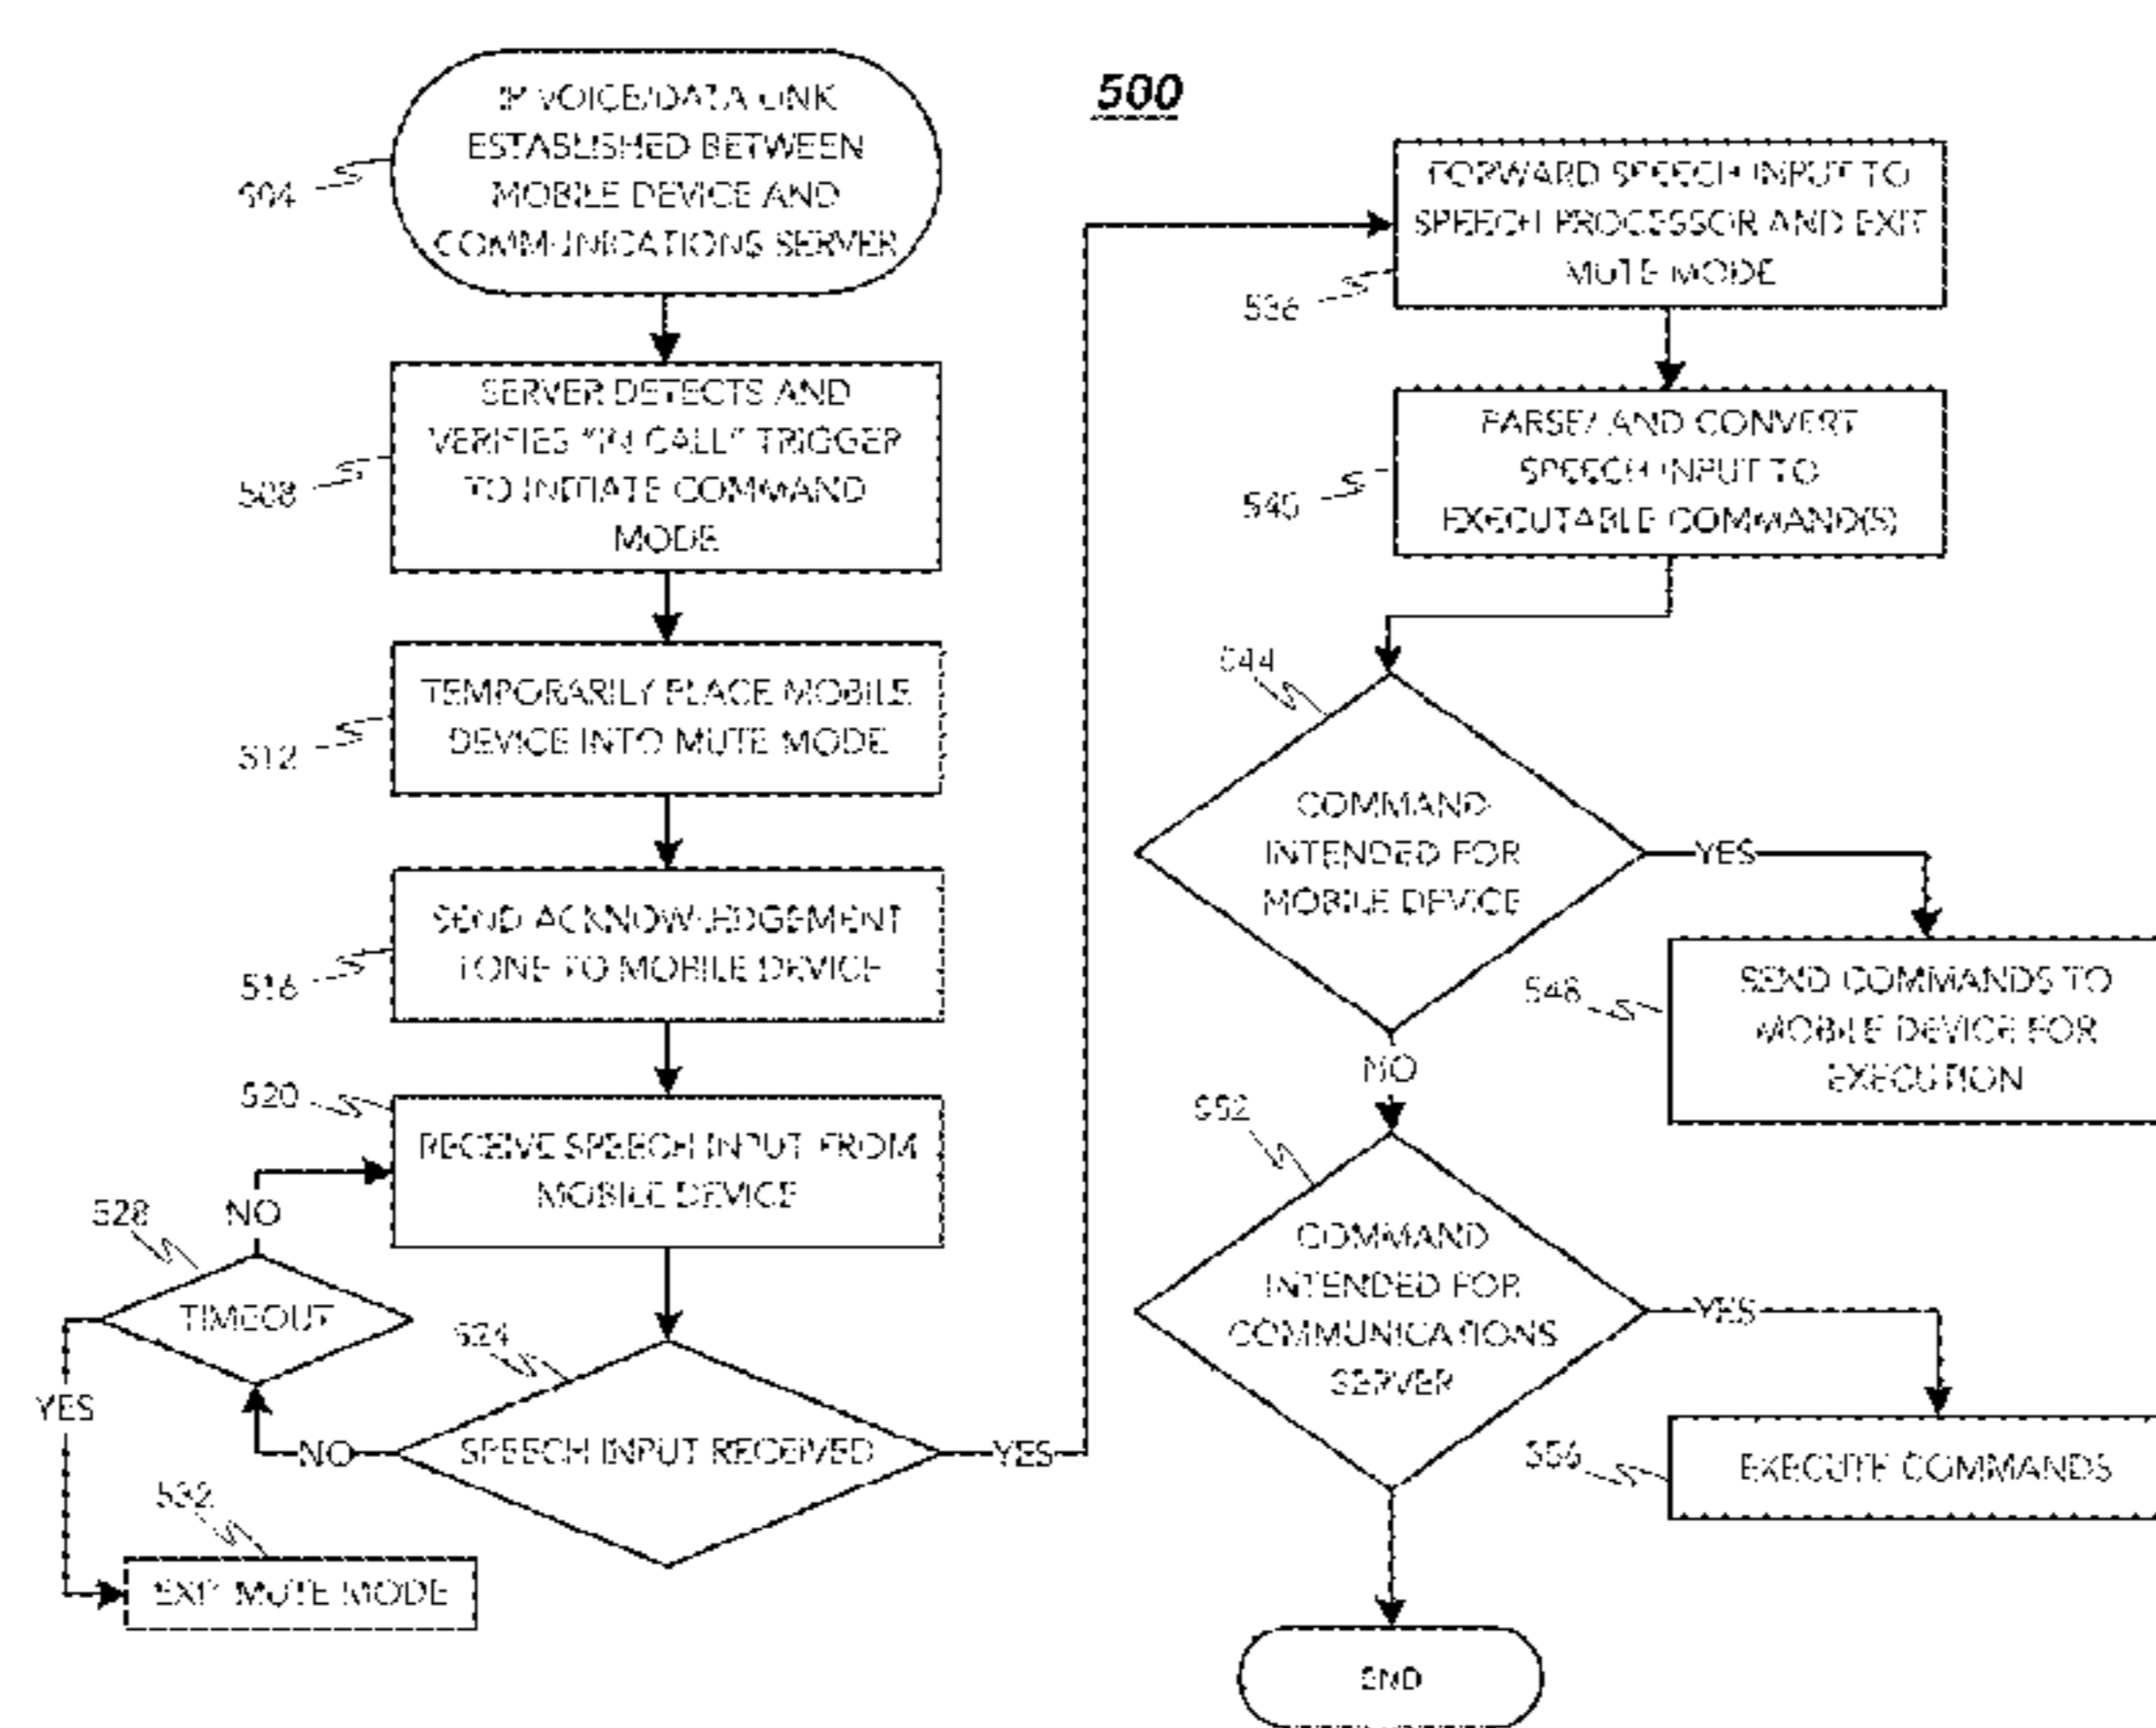 500
IP VOICE/DATA LINK
ESTABLISHED BETWEEN
MOBILE DEVICE AND
COMMUNICATIONS SERVER
504
SERVER DETECTS AND
VERIFIES "IN CALL" TRIGGER
TO INITIATE COMMAND
MODE
508
TEMPORARILY PLACE MOBILE
DEVICE INTO MUTE MODE
512
SEND ACKNOWLEDGEMENT
TONE TO MOBILE DEVICE
516
520
RECEIVE SPEECH INPUT FROM
MOBILE DEVICE
528
NO
TIMEOUT
YES
524
SPEECH INPUT RECEIVED
NO
YES
532
EXIT MUTE MODE
FORWARD SPEECH INPUT TO
SPEECH PROCESSOR AND EXIT
MUTE MODE
536
PARSE/ AND CONVERT
SPEECH INPUT TO
EXECUTABLE COMMAND(S)
540
544
COMMAND
INTENDED FOR
MOBILE DEVICE
YES
NO
548
SEND COMMANDS TO
MOBILE DEVICE FOR
EXECUTION
552
COMMAND
INTENDED FOR
COMMUNICATIONS
SERVER
YES
556
EXECUTE COMMANDS
END